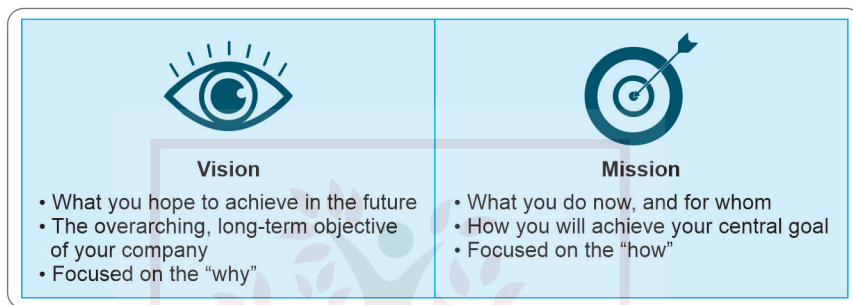 Vision
• What you hope to achieve in the future
• The overarching, long-term objective
of your company
• Focused on the “why”
Mission
• What you do now, and for whom
• How you will achieve your central goal
• Focused on the “how”